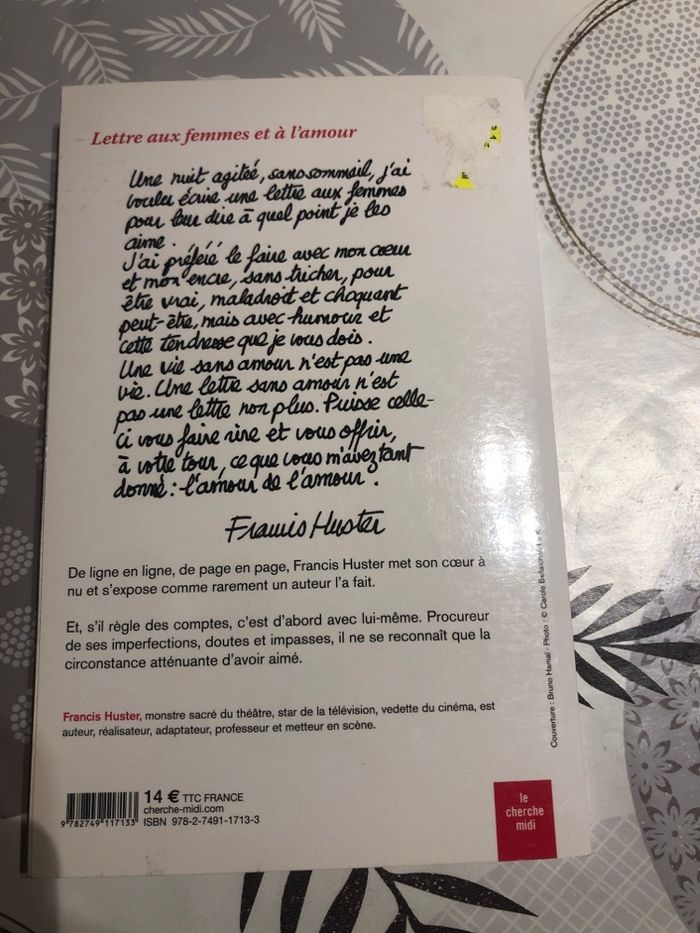 Lettre aux femmes et à l'amour
Une nuit agitée, sans sommeil, j'ai
voulu écrire une lettre aux femmes
pour leur dire à quel point je les
aime.
J'ai préféré le faire avec mon cœur
et mon encre, sans tricher, pour
être vrai, maladroit et choquant
peut-être, mais avec humour et
cette tendresse que je vous dois.
Une vie sans amour n'est pas une
vie. Une lettre sans amour n'est
pas une lettre non plus. Puisse celle-
ci vous faire rire et vous offrir,
à votre tour, ce que vous m'avez tant
donné : l'amour de l'amour.
Francis Huster
De ligne en ligne, de page en page, Francis Huster met son cœur à
nu et s'expose comme rarement un auteur l'a fait.
Et, s'il règle des comptes, c'est d'abord avec lui-même. Procureur
de ses imperfections, doutes et impasses, il ne se reconnaît que la
circonstance atténuante d'avoir aimé.
Francis Huster, monstre sacré du théâtre, star de la télévision, vedette du cinéma, est
auteur, réalisateur, adaptateur, professeur et metteur en scène.
Couverture : Bruno Hamaï - Photo : © Carole
14 € TTC FRANCE
cherche-midi.com
ISBN 978-2-7491-1713-3
9 782749 117133
le
cherche
midi